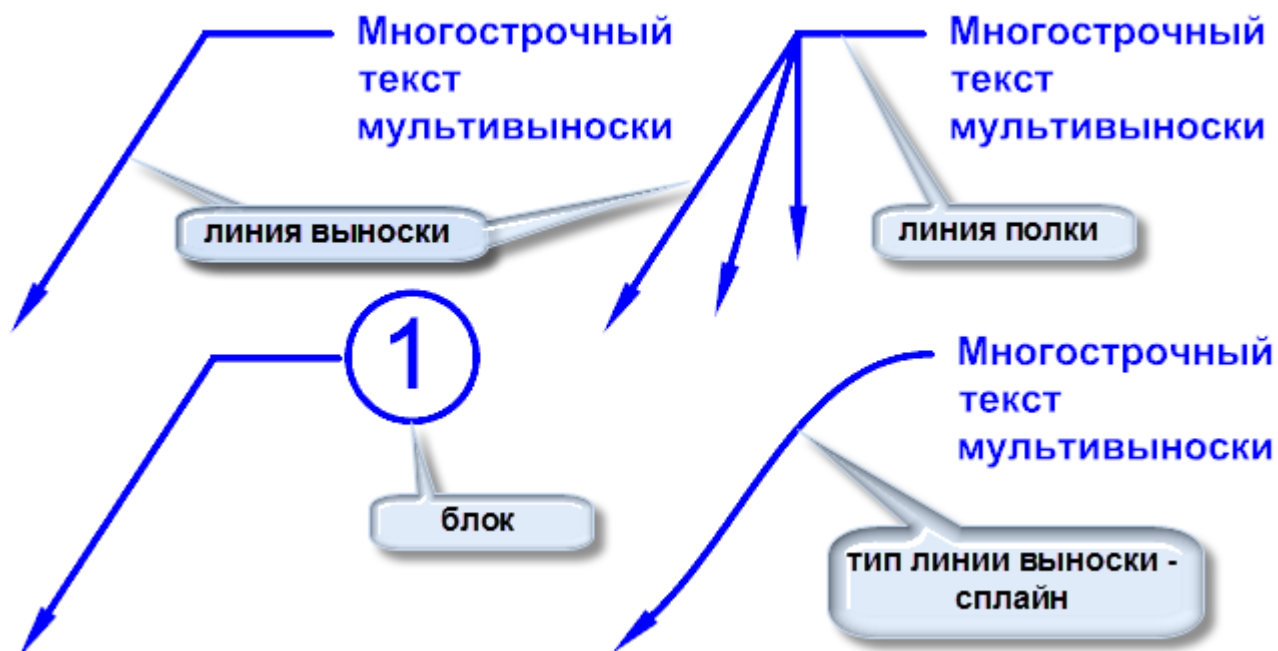 Многострочный
текст
мультивыноски
Многострочный
текст
мультивыноски
линия выноски
линия полки
1
блок
Многострочный
текст
мультивыноски
тип линии выноски -
сплайн